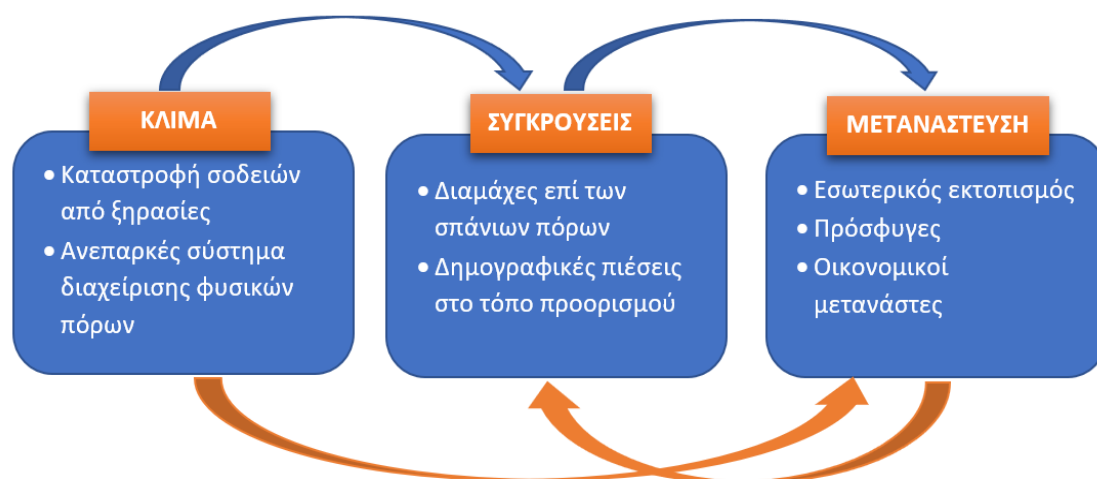 ΚΛΙΜΑ
• Καταστροφή σοδειών
από ξηρασίες
• Ανεπαρκές σύστημα
διαχείρισης φυσικών
πόρων
ΣΥΓΚΡΟΥΣΕΙΣ
• Διαμάχες επί των
σπάνιων πόρων
• Δημογραφικές πιέσεις
στο τόπο προορισμού
ΜΕΤΑΝΑΣΤΕΥΣΗ
• Εσωτερικός εκτοπισμός
• Πρόσφυγες
• Οικονομικοί
μετανάστες